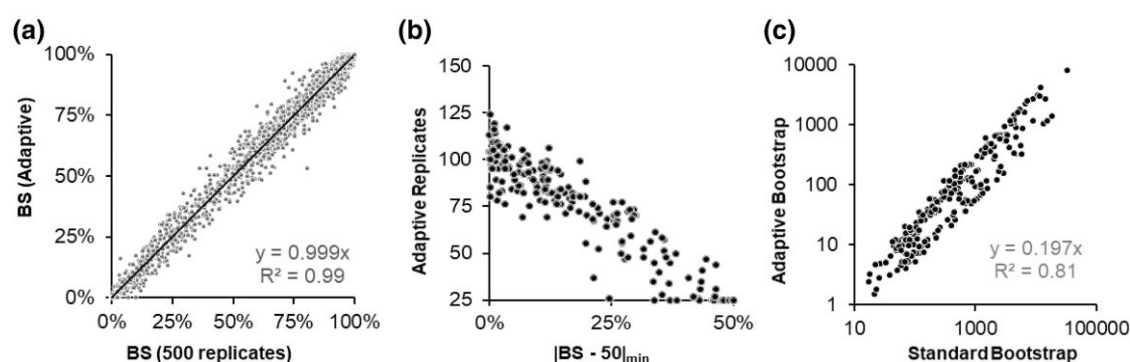 (a)
100%
75%
50%
25%
0%
BS (Adaptive)
y = 0.999x
R² = 0.99
0% 25% 50% 75% 100%
BS (500 replicates)
(b)
150
125
100
75
50
25
Adaptive Replicates
0% 25% 50%
|BS - 50|min
(c)
10000
1000
100
10
1
Adaptive Bootstrap
y = 0.197x
R² = 0.81
10 1000 100000
Standard Bootstrap